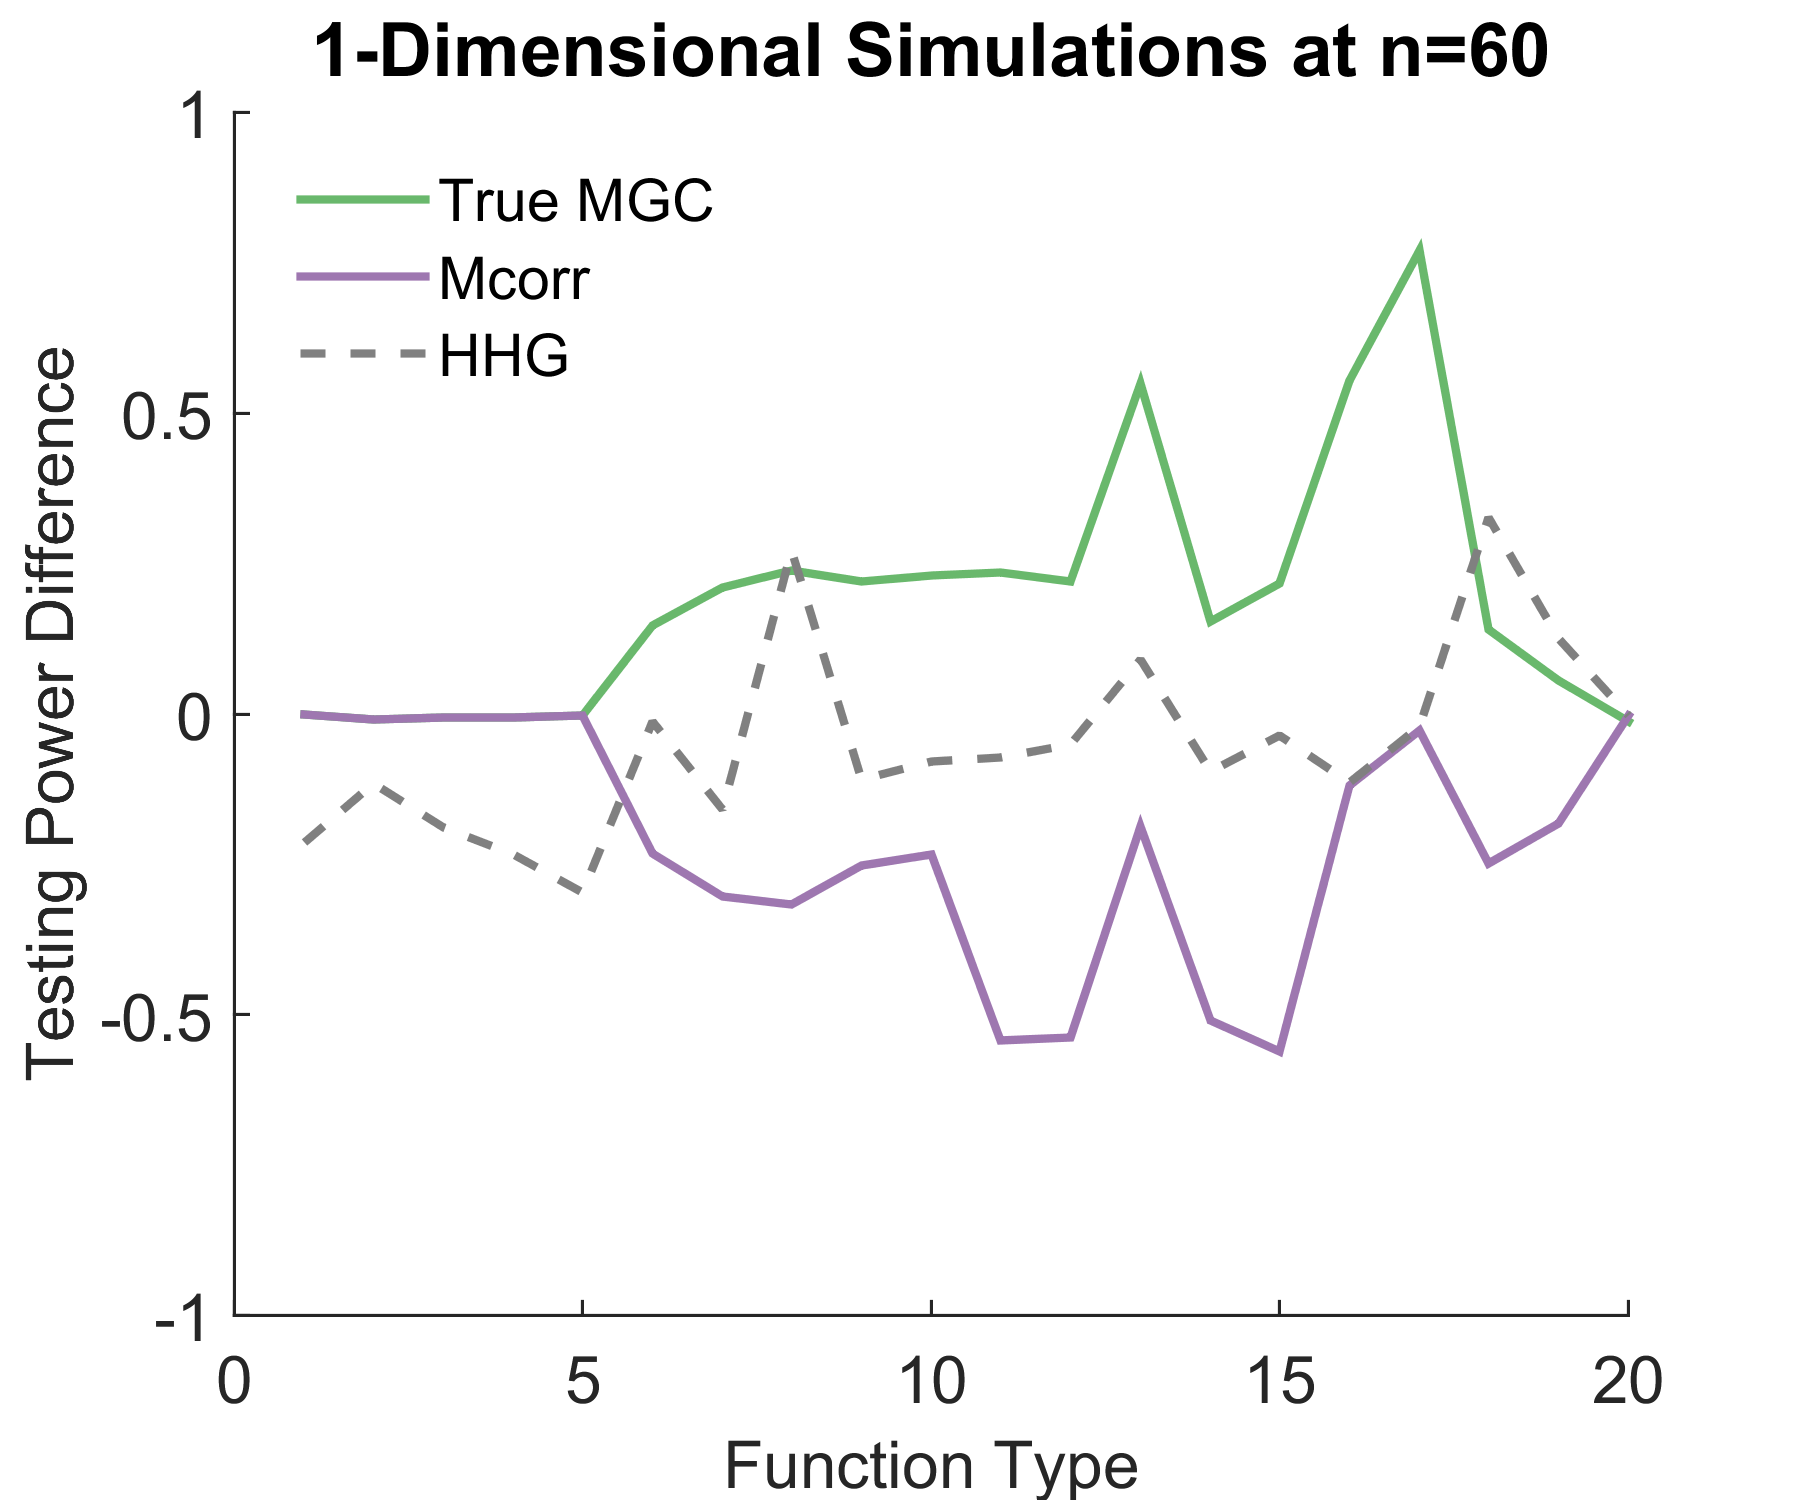 1-Dimensional Simulations at n=60
1
True MGC
Mcorr
HHG
0.5
0
-0.5
-1
Testing Power Difference
0 5 10 15 20
Function Type